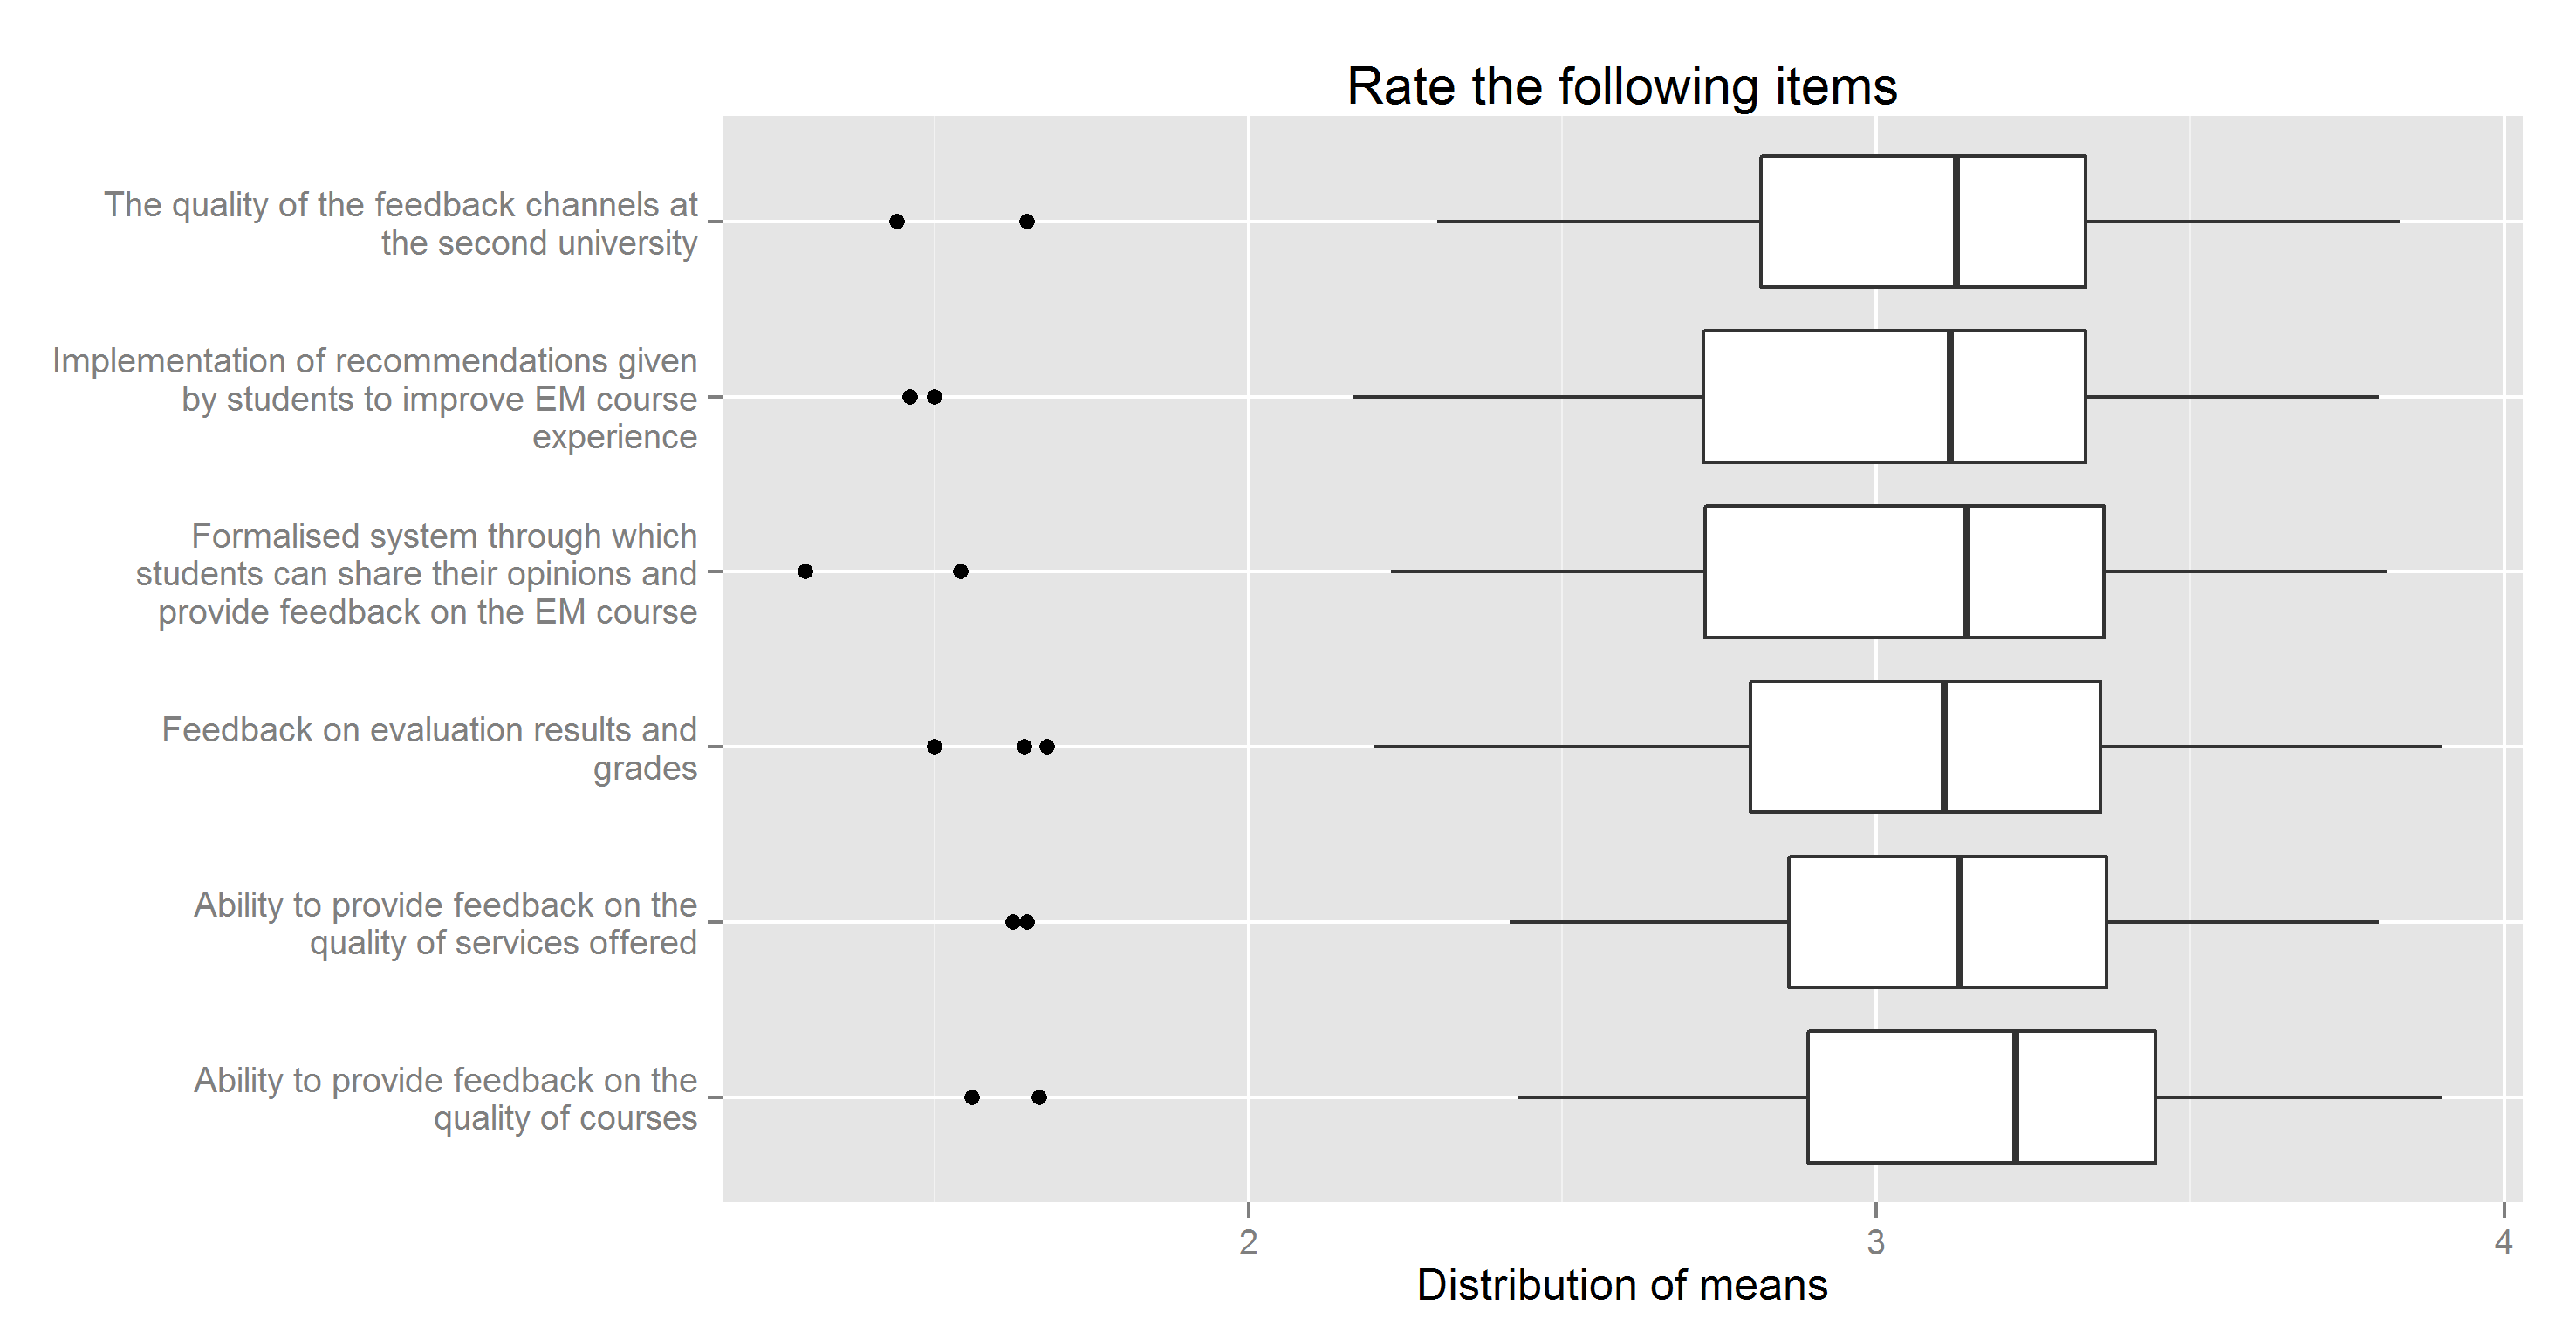 Rate the following items
The quality of the feedback channels at
the second university
Implementation of recommendations given
by students to improve EM course
experience
Formalised system through which
students can share their opinions and
provide feedback on the EM course
Feedback on evaluation results and
grades
Ability to provide feedback on the
quality of services offered
Ability to provide feedback on the
quality of courses
2
3
4
Distribution of means